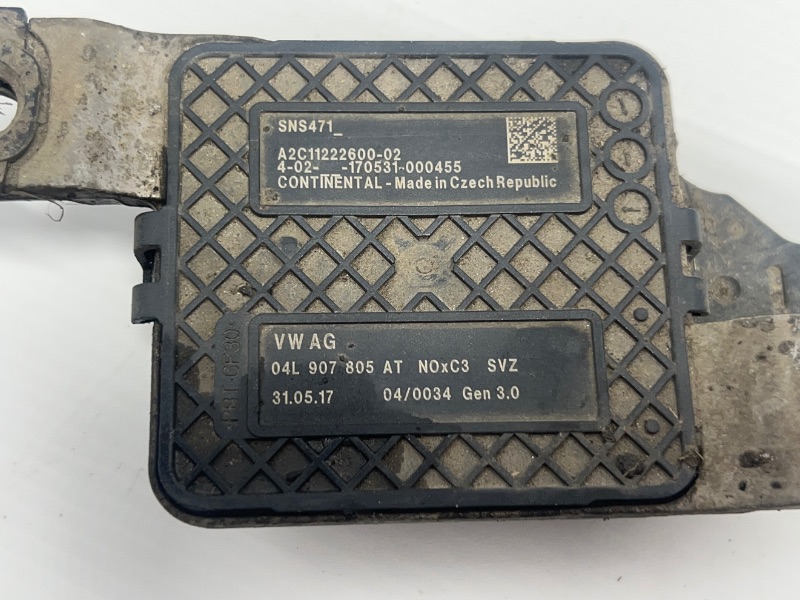 SNS471_
A2C11222600-02
4-02-__-170531-000455
CONTINENTAL - Made in Czech Republic
VW AG
04L 907 805 AT NOxC3 SVZ
31.05.17 04/0034 Gen 3.0